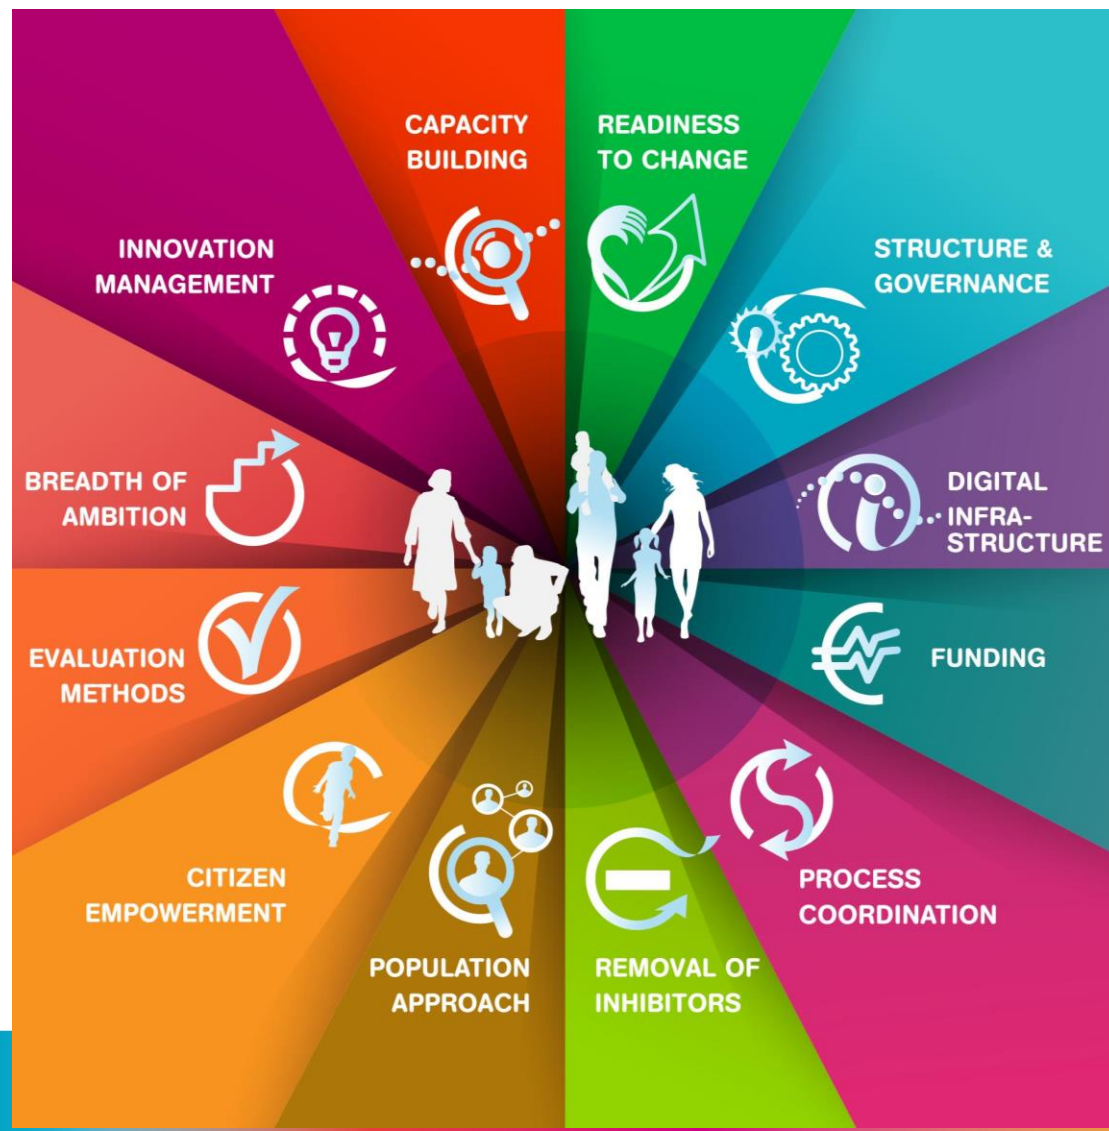 CAPACITY
BUILDING
READINESS
TO CHANGE
STRUCTURE &
GOVERNANCE
DIGITAL
INFRA-
STRUCTURE
FUNDING
PROCESS
COORDINATION
REMOVAL OF
INHIBITORS
POPULATION
APPROACH
CITIZEN
EMPOWERMENT
EVALUATION
METHODS
BREADTH OF
AMBITION
INNOVATION
MANAGEMENT